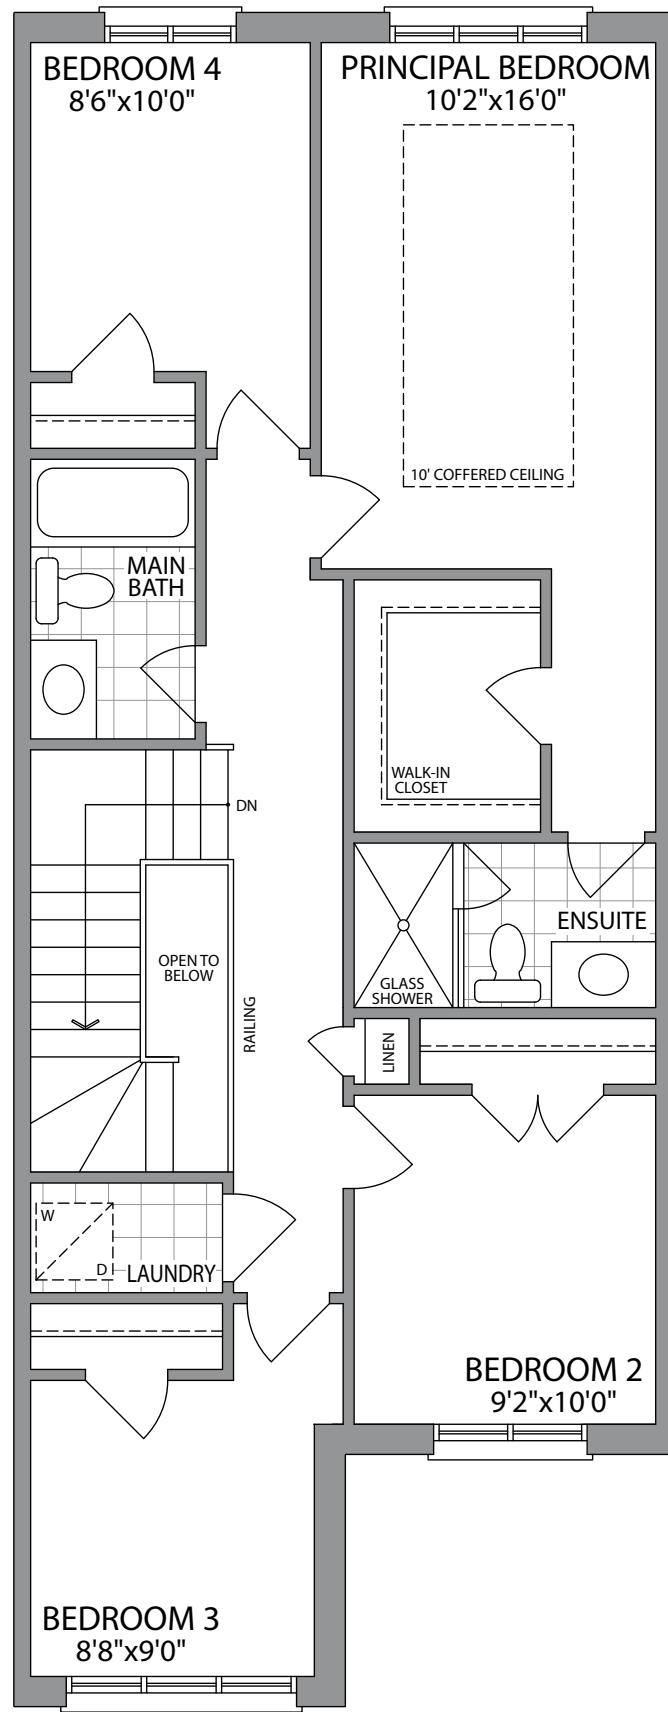 BEDROOM 4
8'6"x10'0"
PRINCIPAL BEDROOM
10'2"x16'0"
10' COFFERED CEILING
MAIN
BATH
WALK-IN
CLOSET
DN
ENSUITE
OPEN TO
BELOW
GLASS
SHOWER
RAILING
LINEN
W
D
LAUNDRY
BEDROOM 2
9'2"x10'0"
BEDROOM 3
8'8"x9'0"